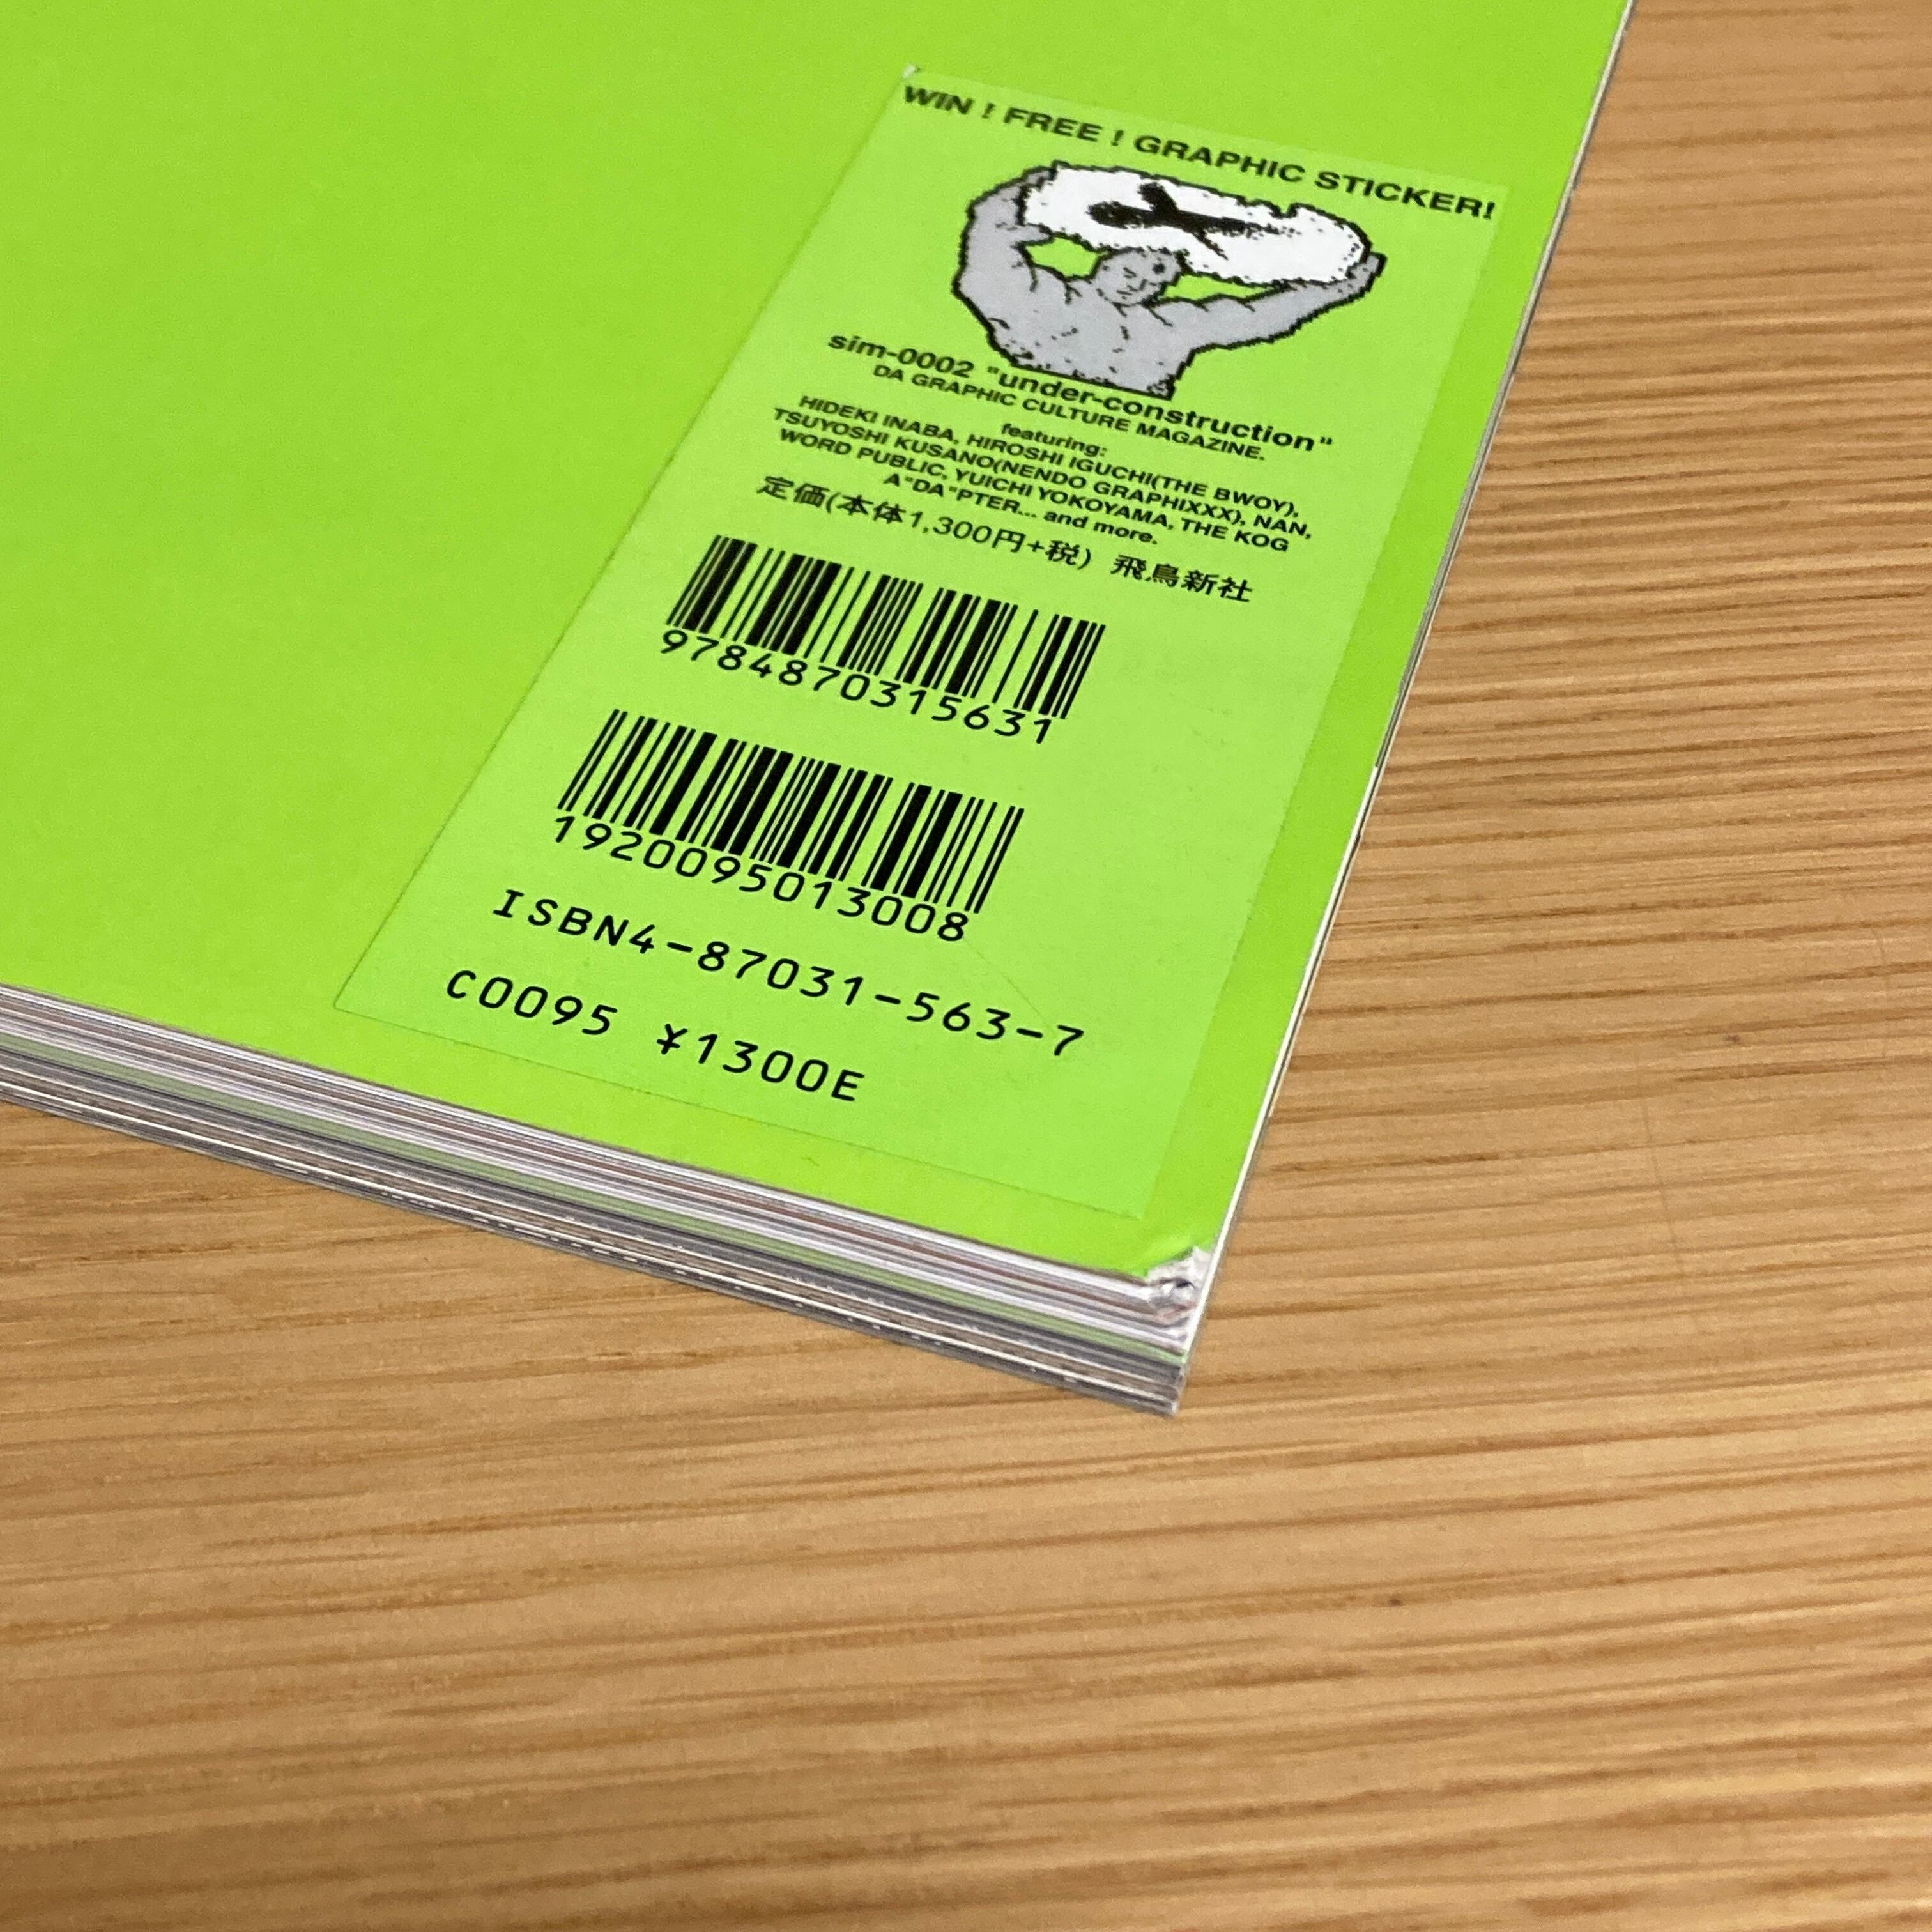 WIN ! FREE ! GRAPHIC STICKER!
sim-0002 "under-construction"
DA GRAPHIC CULTURE MAGAZINE.
featuring:
HIDEKI INABA, HIROSHI IGUCHI(THE BWOY),
TSUYOSHI KUSANO(NENDO GRAPHIXXX), NAN,
WORD PUBLIC, YUICHI YOKOYAMA, THE KOG
A"DA"PTER... and more.
定価(本体1,300円+税) 飛鳥新社
9784870315631
1920095013008
ISBN4-87031-563-7
C0095 ¥1300E